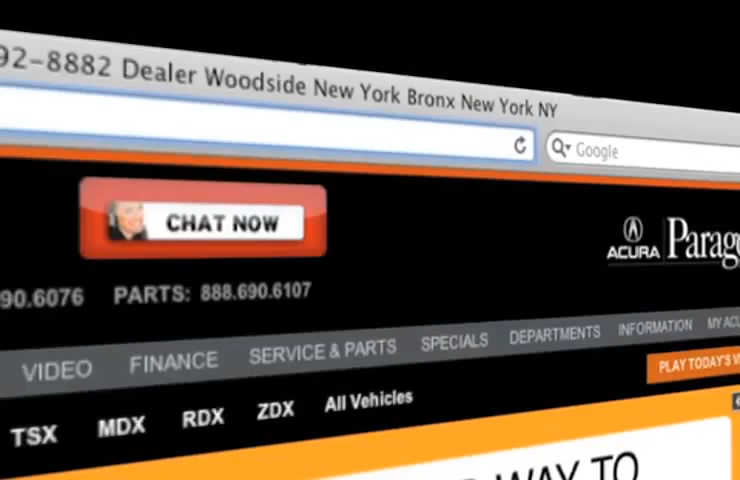 92-8882 Dealer Woodside New York Bronx New York NY
Google
CHAT NOW
ACURA Parag
90.6076 PARTS: 888.690.6107
VIDEO FINANCE SERVICE & PARTS SPECIALS DEPARTMENTS INFORMATION MY ACU
PLAY TODAY'S V
TSX MDX RDX ZDX All Vehicles
WAY TO